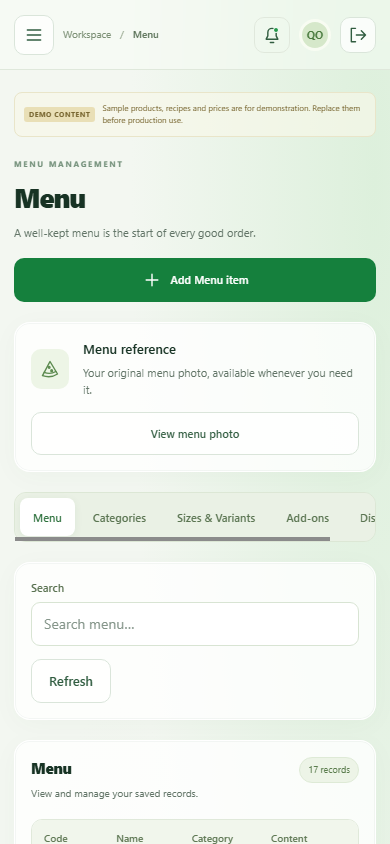 Workspace / Menu
QO
DEMO CONTENT
Sample products, recipes and prices are for demonstration. Replace them
before production use.
MENU MANAGEMENT
Menu
A well-kept menu is the start of every good order.
Add Menu item
Menu reference
Your original menu photo, available whenever you need
it.
View menu photo
Menu Categories Sizes & Variants Add-ons Dis
Search
Search menu...
Refresh
Menu
17 records
View and manage your saved records.
Code Name Category Content